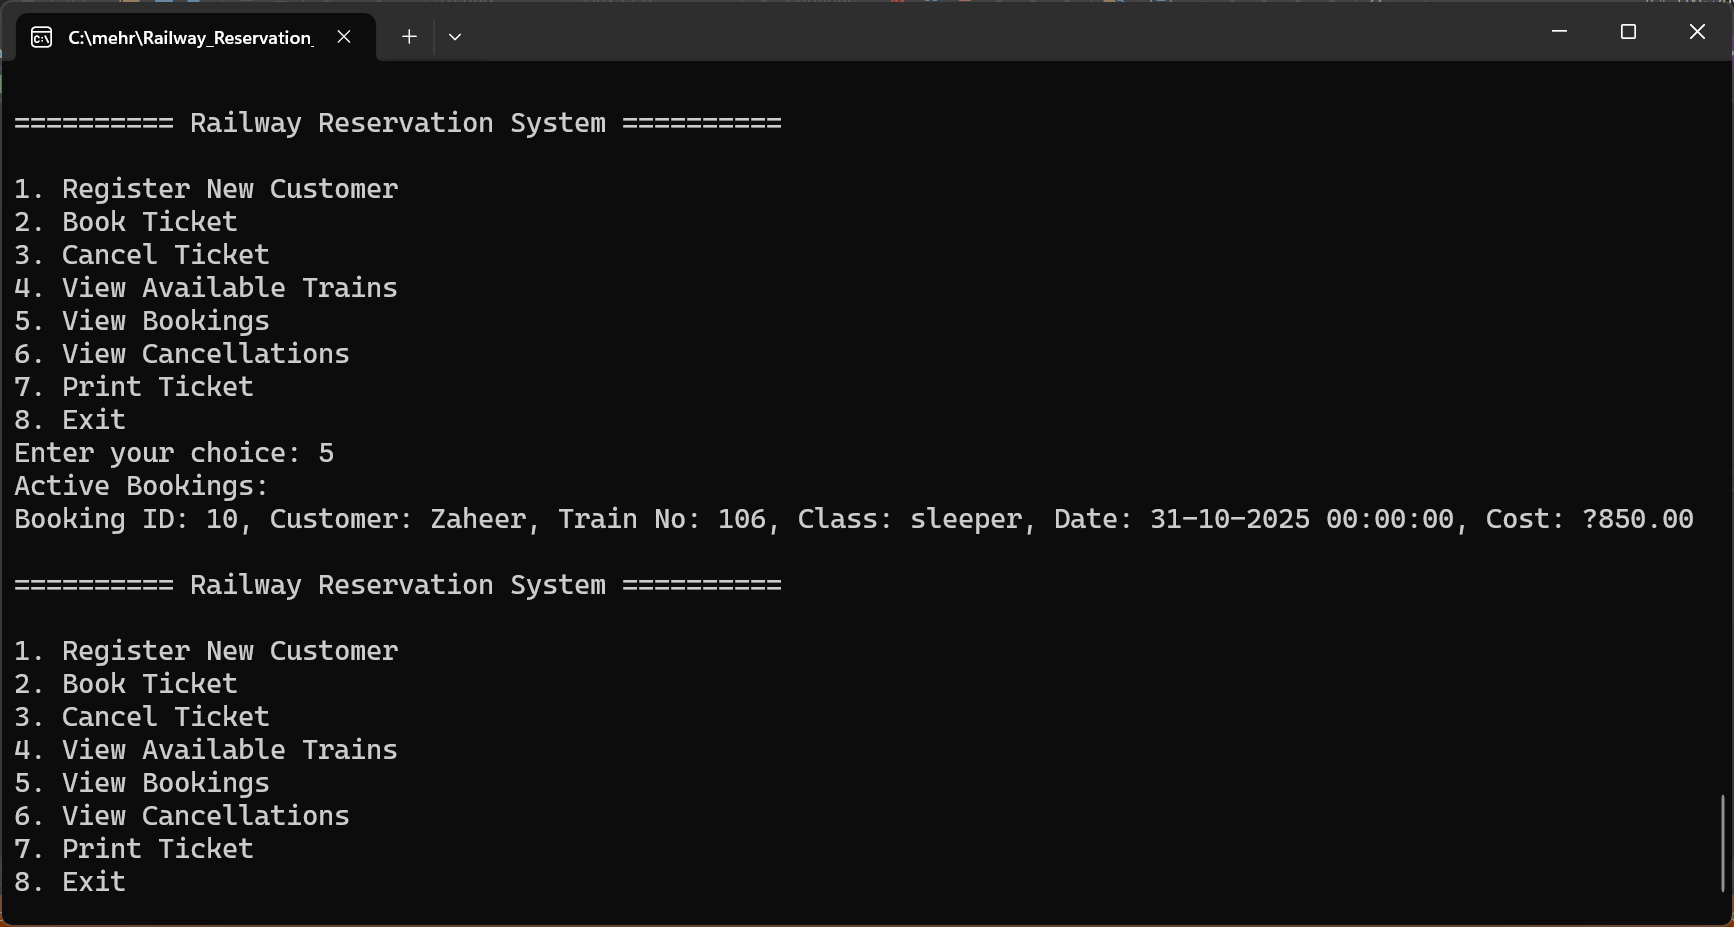 C:\mehr\Railway_Reservation_
========== Railway Reservation System ==========
1. Register New Customer
2. Book Ticket
3. Cancel Ticket
4. View Available Trains
5. View Bookings
6. View Cancellations
7. Print Ticket
8. Exit
Enter your choice: 5
Active Bookings:
Booking ID: 10, Customer: Zaheer, Train No: 106, Class: sleeper, Date: 31-10-2025 00:00:00, Cost: ?850.00
========== Railway Reservation System ==========
1. Register New Customer
2. Book Ticket
3. Cancel Ticket
4. View Available Trains
5. View Bookings
6. View Cancellations
7. Print Ticket
8. Exit